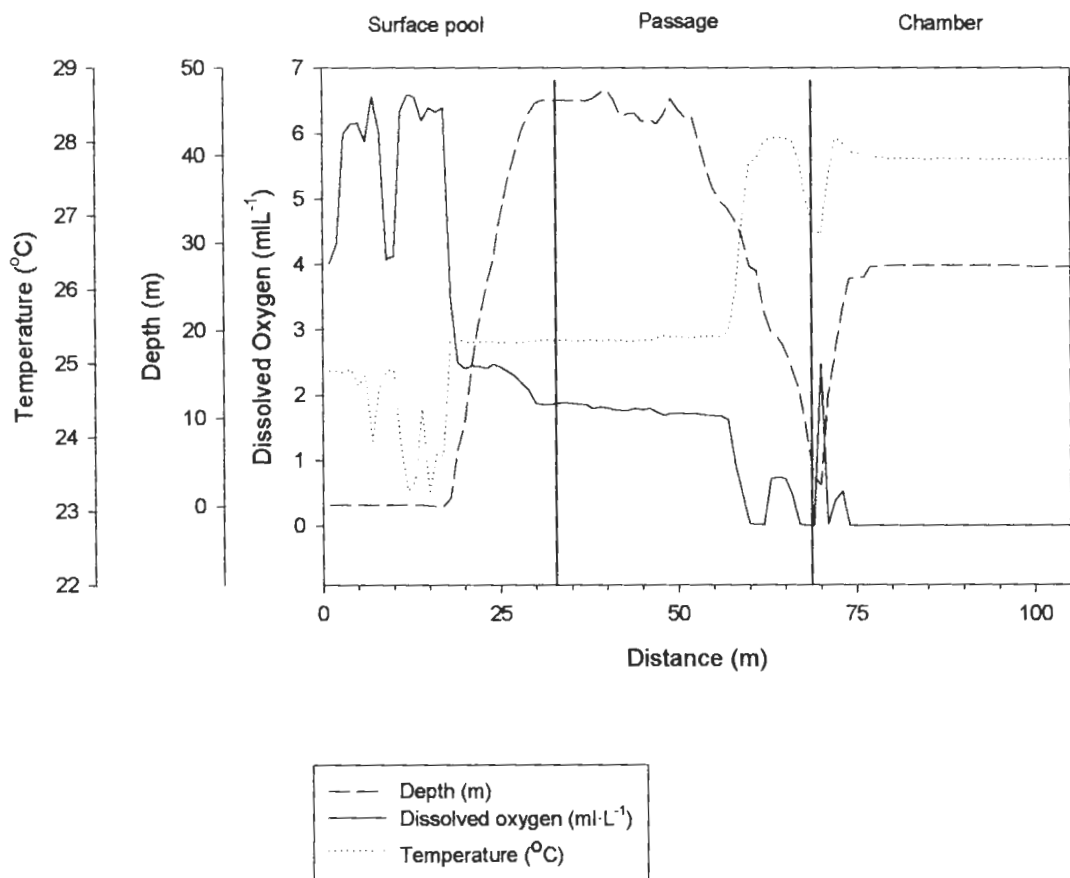 Surface pool Passage Chamber
29 50 7
28 40 6
27 30 5
26 20 4
25 10 3
24 0 2
23 1
22 0
Temperature (°C)
Depth (m)
Dissolved Oxygen (mlL⁻¹)
0 25 50 75 100
Distance (m)
Depth (m)
Dissolved oxygen (ml·L⁻¹)
Temperature (°C)